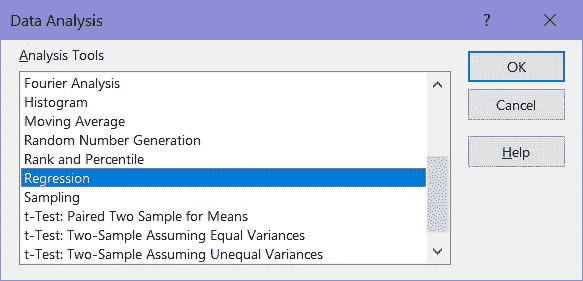 Data Analysis
?
Analysis Tools
Fourier Analysis
Histogram
Moving Average
Random Number Generation
Rank and Percentile
Regression
Sampling
t-Test: Paired Two Sample for Means
t-Test: Two-Sample Assuming Equal Variances
t-Test: Two-Sample Assuming Unequal Variances
OK
Cancel
Help